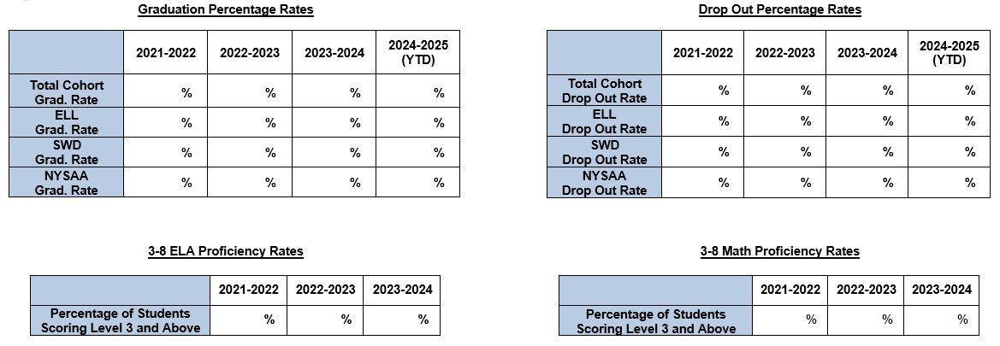 Graduation Percentage Rates
2021-2022 2022-2023 2023-2024 2024-2025
(YTD)
Total Cohort
Grad. Rate % % % %
ELL
Grad. Rate % % % %
SWD
Grad. Rate % % % %
NYSAA
Grad. Rate % % % %
Drop Out Percentage Rates
2021-2022 2022-2023 2023-2024 2024-2025
(YTD)
Total Cohort
Drop Out Rate % % % %
ELL
Drop Out Rate % % % %
SWD
Drop Out Rate % % % %
NYSAA
Drop Out Rate % % % %
3-8 ELA Proficiency Rates
2021-2022 2022-2023 2023-2024
Percentage of Students
Scoring Level 3 and Above % % %
3-8 Math Proficiency Rates
2021-2022 2022-2023 2023-2024
Percentage of Students
Scoring Level 3 and Above % % %